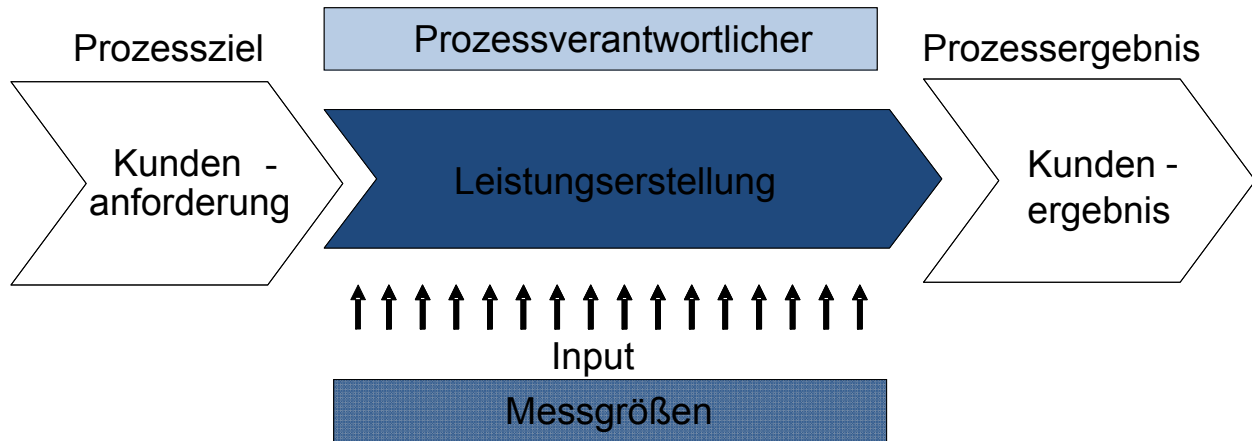 Prozessziel
Prozessverantwortlicher
Prozessergebnis
Kunden -
anforderung
Leistungserstellung
Kunden -
ergebnis
Input
Messgrößen